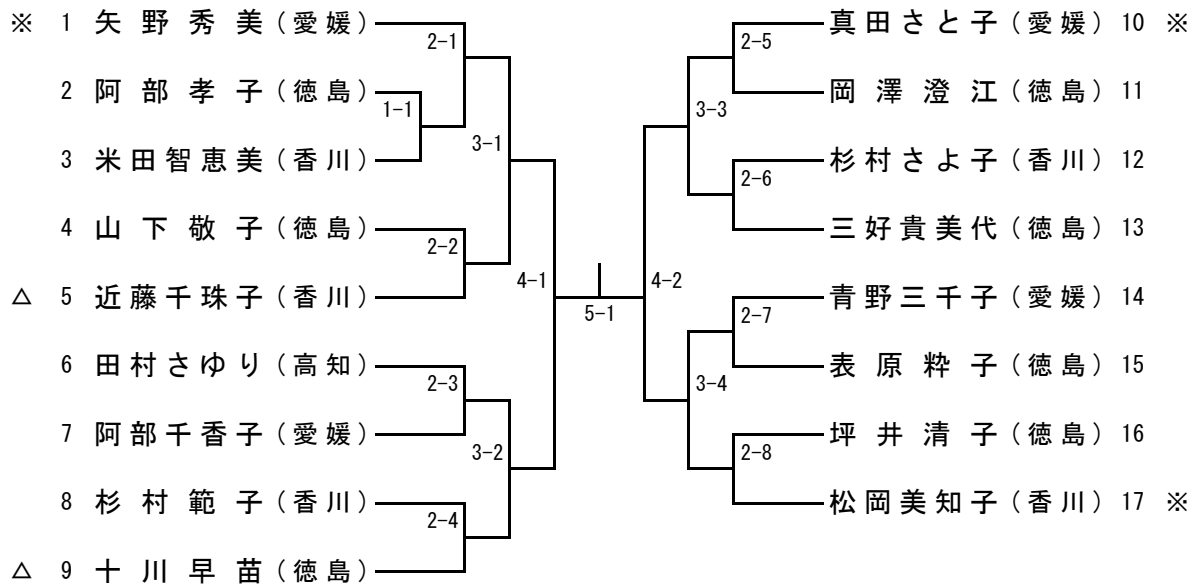 ※ 1 矢野秀美(愛媛)
2-1
2 阿部孝子(徳島)
1-1
3 米田智恵美(香川)
3-1
4 山下敬子(徳島)
2-2
△ 5 近藤千珠子(香川)
4-1
6 田村さゆり(高知)
2-3
7 阿部千香子(愛媛)
3-2
8 杉村範子(香川)
2-4
△ 9 十川早苗(徳島)
5-1
真田さと子(愛媛) 10 ※
2-5
岡澤澄江(徳島) 11
3-3
杉村さよ子(香川) 12
2-6
三好貴美代(徳島) 13
4-2
青野三千子(愛媛) 14
2-7
表原粋子(徳島) 15
3-4
坪井清子(徳島) 16
2-8
松岡美知子(香川) 17 ※